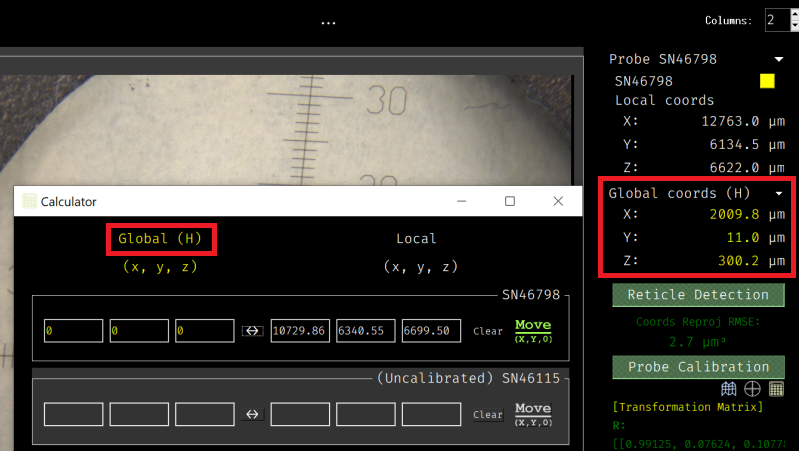 ...
Columns: 2
Probe SN46798
SN46798
Local coords
X: 12763.0 µm
Y: 6134.5 µm
Z: 6622.0 µm
Global coords (H)
X: 2009.8 µm
Y: 11.0 µm
Z: 300.2 µm
Reticle Detection
Coords Reproj RMSE:
2.7 µm³
Probe Calibration
[Transformation Matrix]
R:
[[0.99125, 0.07624, 0.1077
30
20
Calculator
Global (H) Local
(x, y, z) (x, y, z)
SN46798
0 0 0 ↔ 10729.86 6340.55 6699.50 Clear Move
(X,Y,0)
(Uncalibrated) SN46115
↔ Clear Move
(X,Y,0)